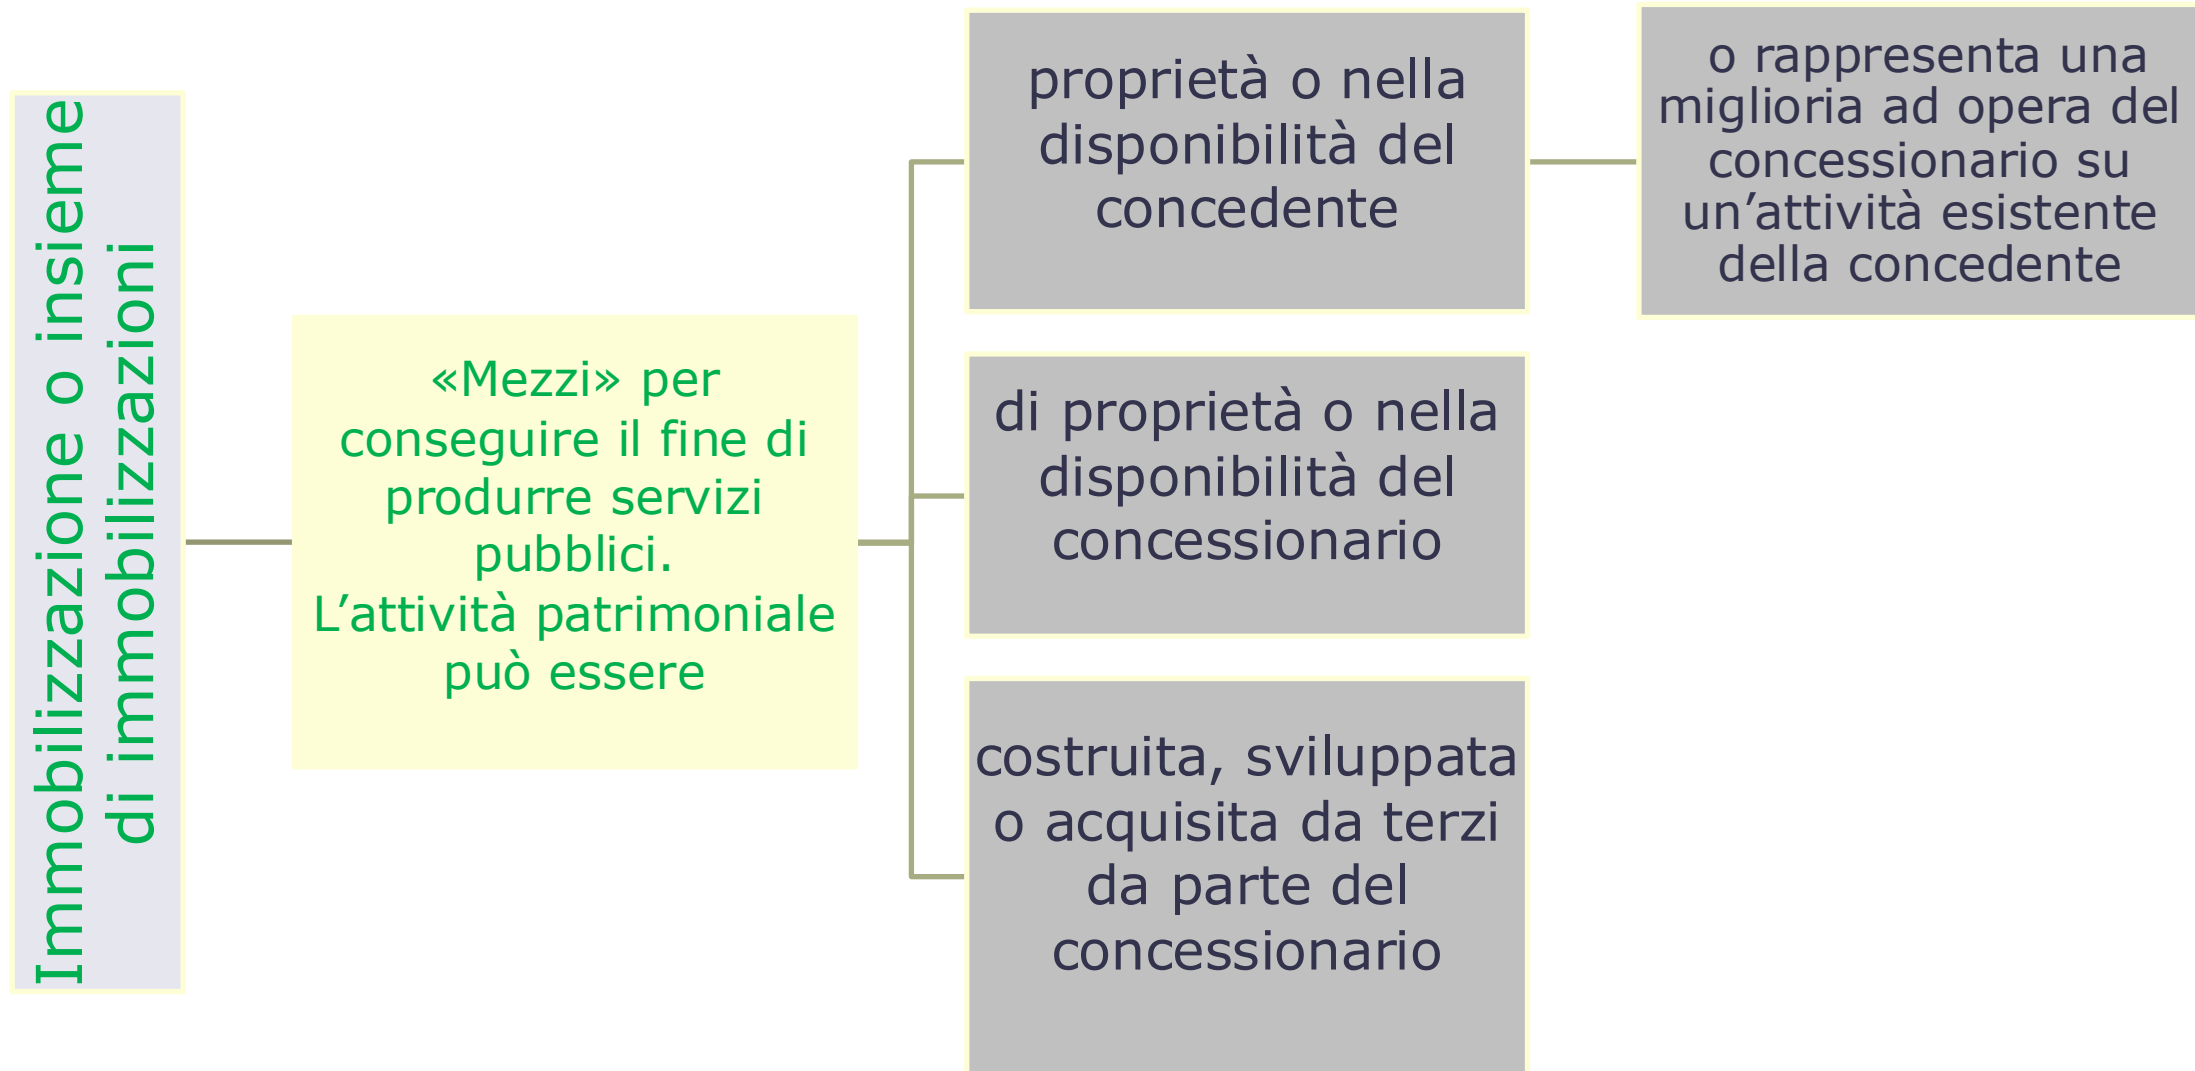 Immobilizzazione o insieme
di immobilizzazioni
«Mezzi» per
conseguire il fine di
produrre servizi
pubblici.
L’attività patrimoniale
può essere
proprietà o nella
disponibilità del
concedente
o rappresenta una
miglioria ad opera del
concessionario su
un’attività esistente
della concedente
di proprietà o nella
disponibilità del
concessionario
costruita, sviluppata
o acquisita da terzi
da parte del
concessionario